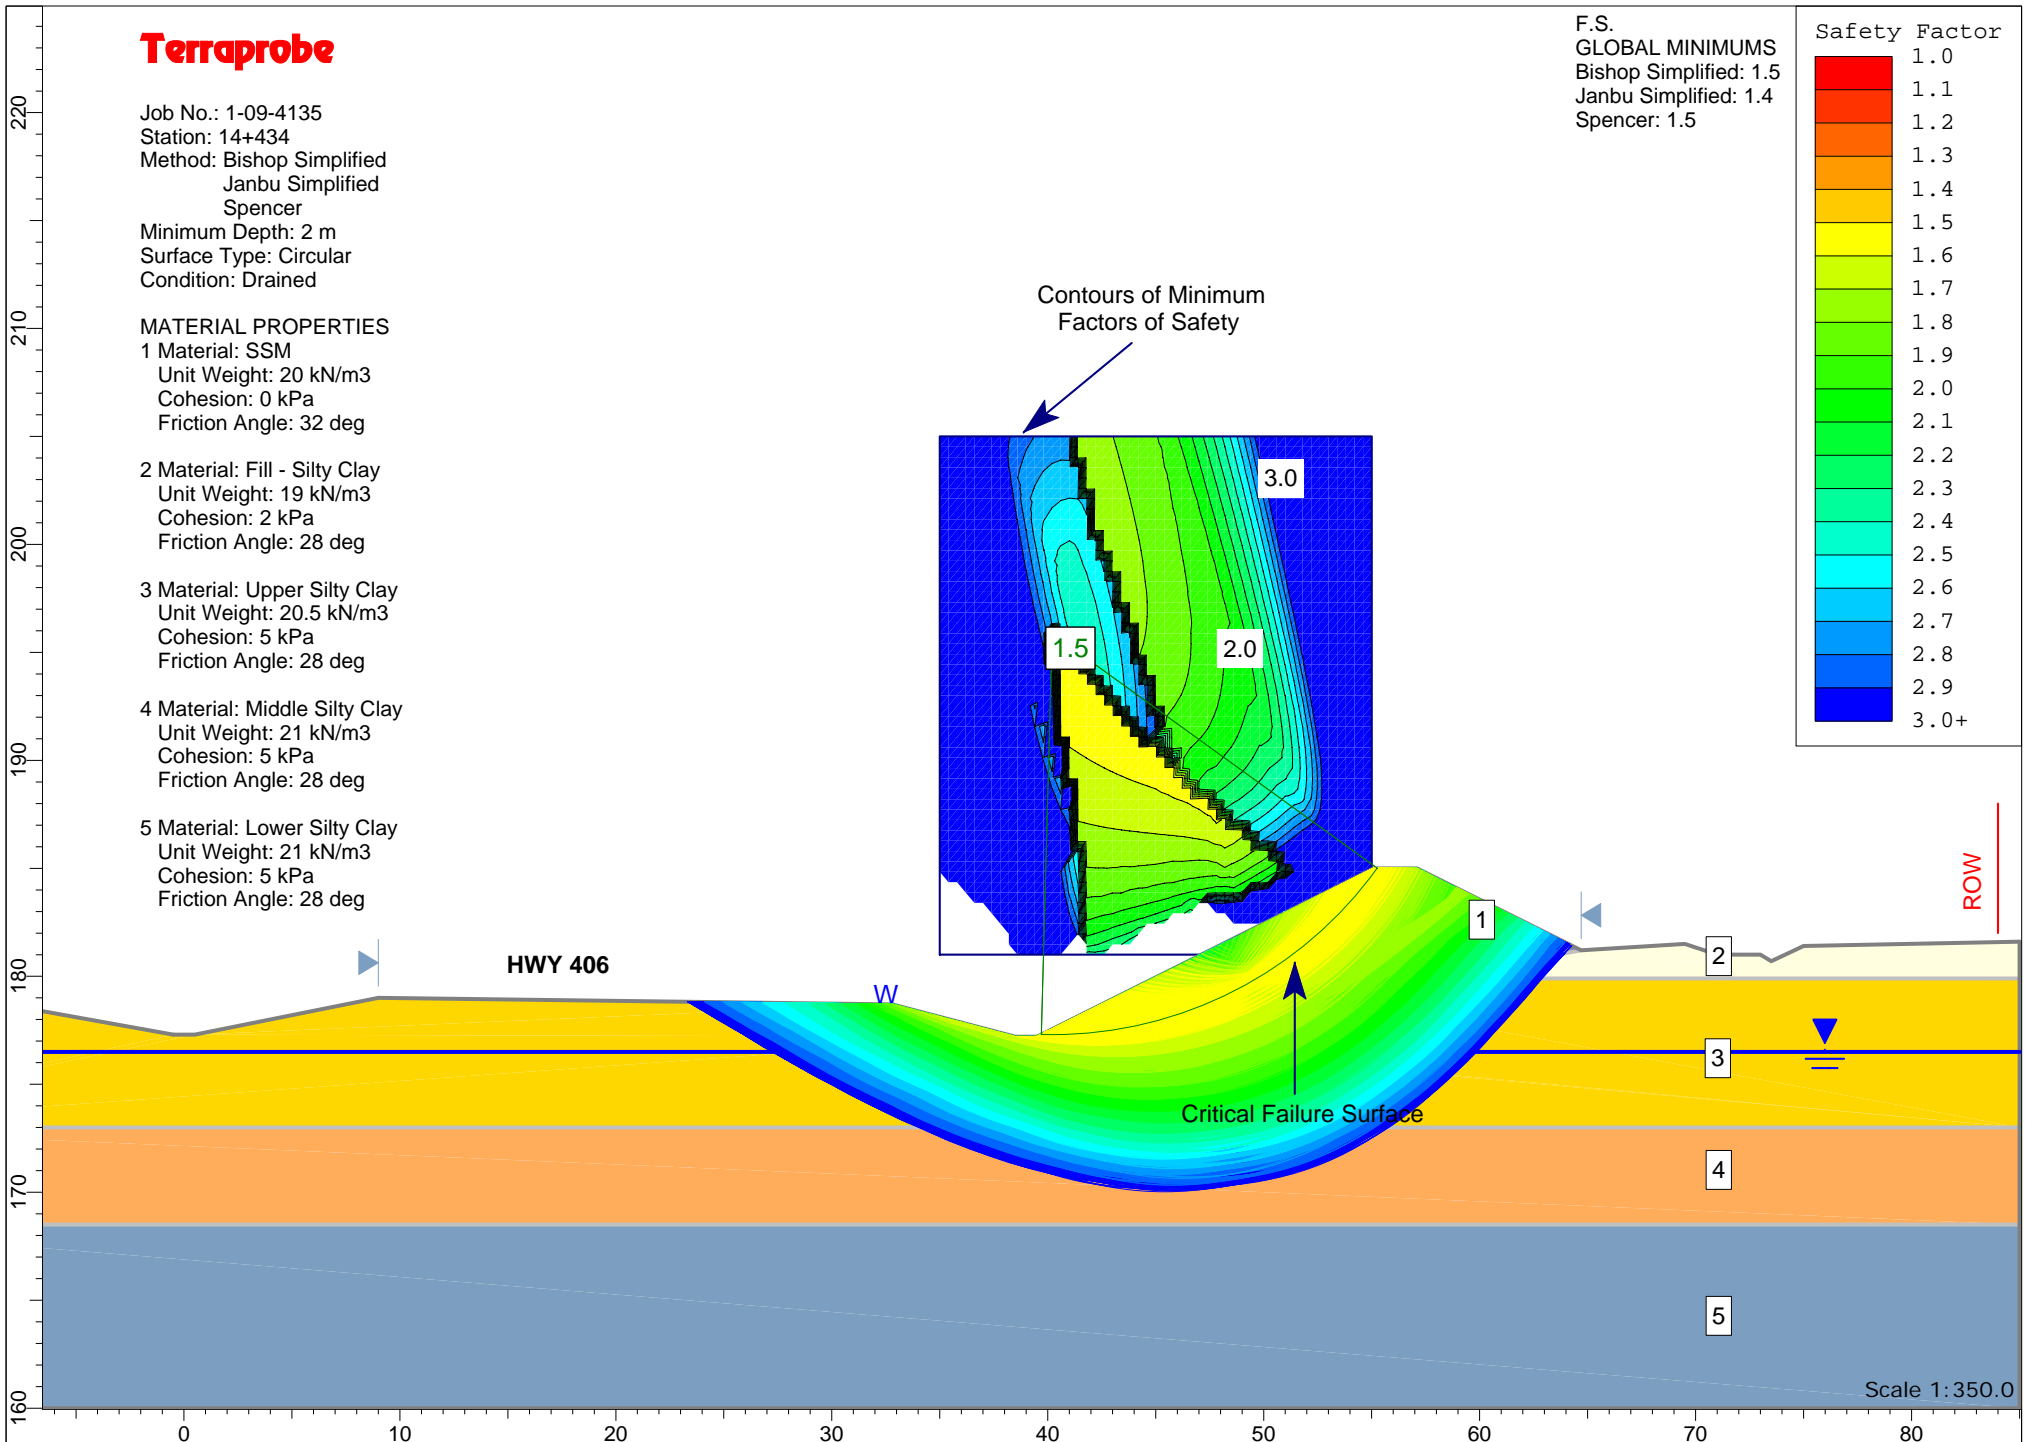 Terraprobe
Job No.: 1-09-4135
Station: 14+434
Method: Bishop Simplified
Janbu Simplified
Spencer
Minimum Depth: 2 m
Surface Type: Circular
Condition: Drained
MATERIAL PROPERTIES
1 Material: SSM
Unit Weight: 20 kN/m3
Cohesion: 0 kPa
Friction Angle: 32 deg
2 Material: Fill - Silty Clay
Unit Weight: 19 kN/m3
Cohesion: 2 kPa
Friction Angle: 28 deg
3 Material: Upper Silty Clay
Unit Weight: 20.5 kN/m3
Cohesion: 5 kPa
Friction Angle: 28 deg
4 Material: Middle Silty Clay
Unit Weight: 21 kN/m3
Cohesion: 5 kPa
Friction Angle: 28 deg
5 Material: Lower Silty Clay
Unit Weight: 21 kN/m3
Cohesion: 5 kPa
Friction Angle: 28 deg
F.S.
GLOBAL MINIMUMS
Bishop Simplified: 1.5
Janbu Simplified: 1.4
Spencer: 1.5
Safety Factor
1.0
1.1
1.2
1.3
1.4
1.5
1.6
1.7
1.8
1.9
2.0
2.1
2.2
2.3
2.4
2.5
2.6
2.7
2.8
2.9
3.0+
Contours of Minimum
Factors of Safety
3.0
1.5
2.0
HWY 406
W
ROW
1
2
3
4
5
Critical Failure Surface
Scale 1:350.0
220
210
200
190
180
170
160
0
10
20
30
40
50
60
70
80